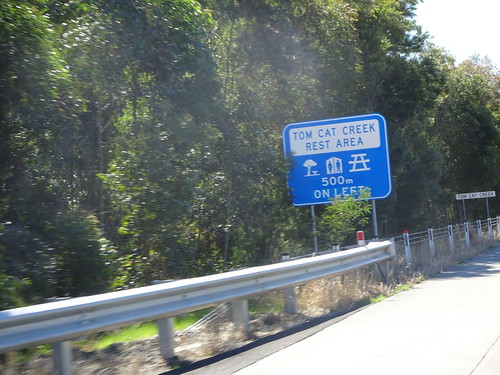 TOM CAT CREEK
REST AREA
500m
ON LEFT
TOM CAT CREEK